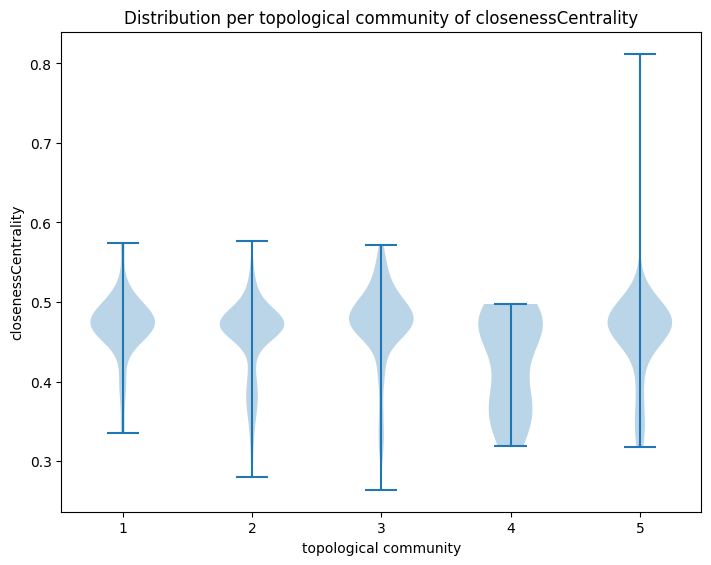 Distribution per topological community of closenessCentrality
closenessCentrality
0.8
0.7
0.6
0.5
0.4
0.3
1 2 3 4 5
topological community